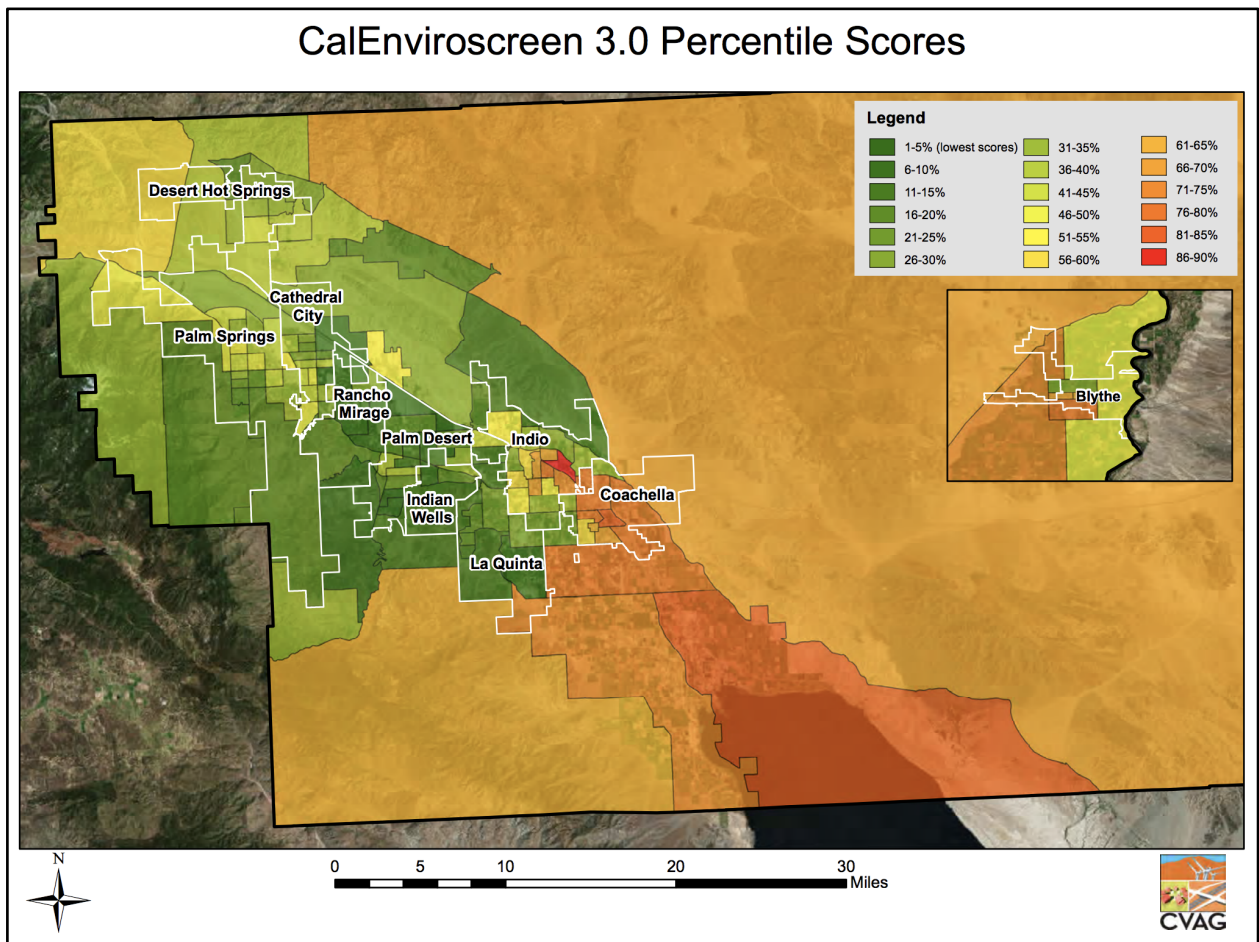 CalEnviroscreen 3.0 Percentile Scores
Legend
1-5% (lowest scores)
6-10%
11-15%
16-20%
21-25%
26-30%
31-35%
36-40%
41-45%
46-50%
51-55%
56-60%
61-65%
66-70%
71-75%
76-80%
81-85%
86-90%
Desert Hot Springs
Cathedral
City
Palm Springs
Rancho
Mirage
Palm Desert
Indio
Indian
Wells
Coachella
La Quinta
Blythe
N
0 5 10 20 30
Miles
CVAG